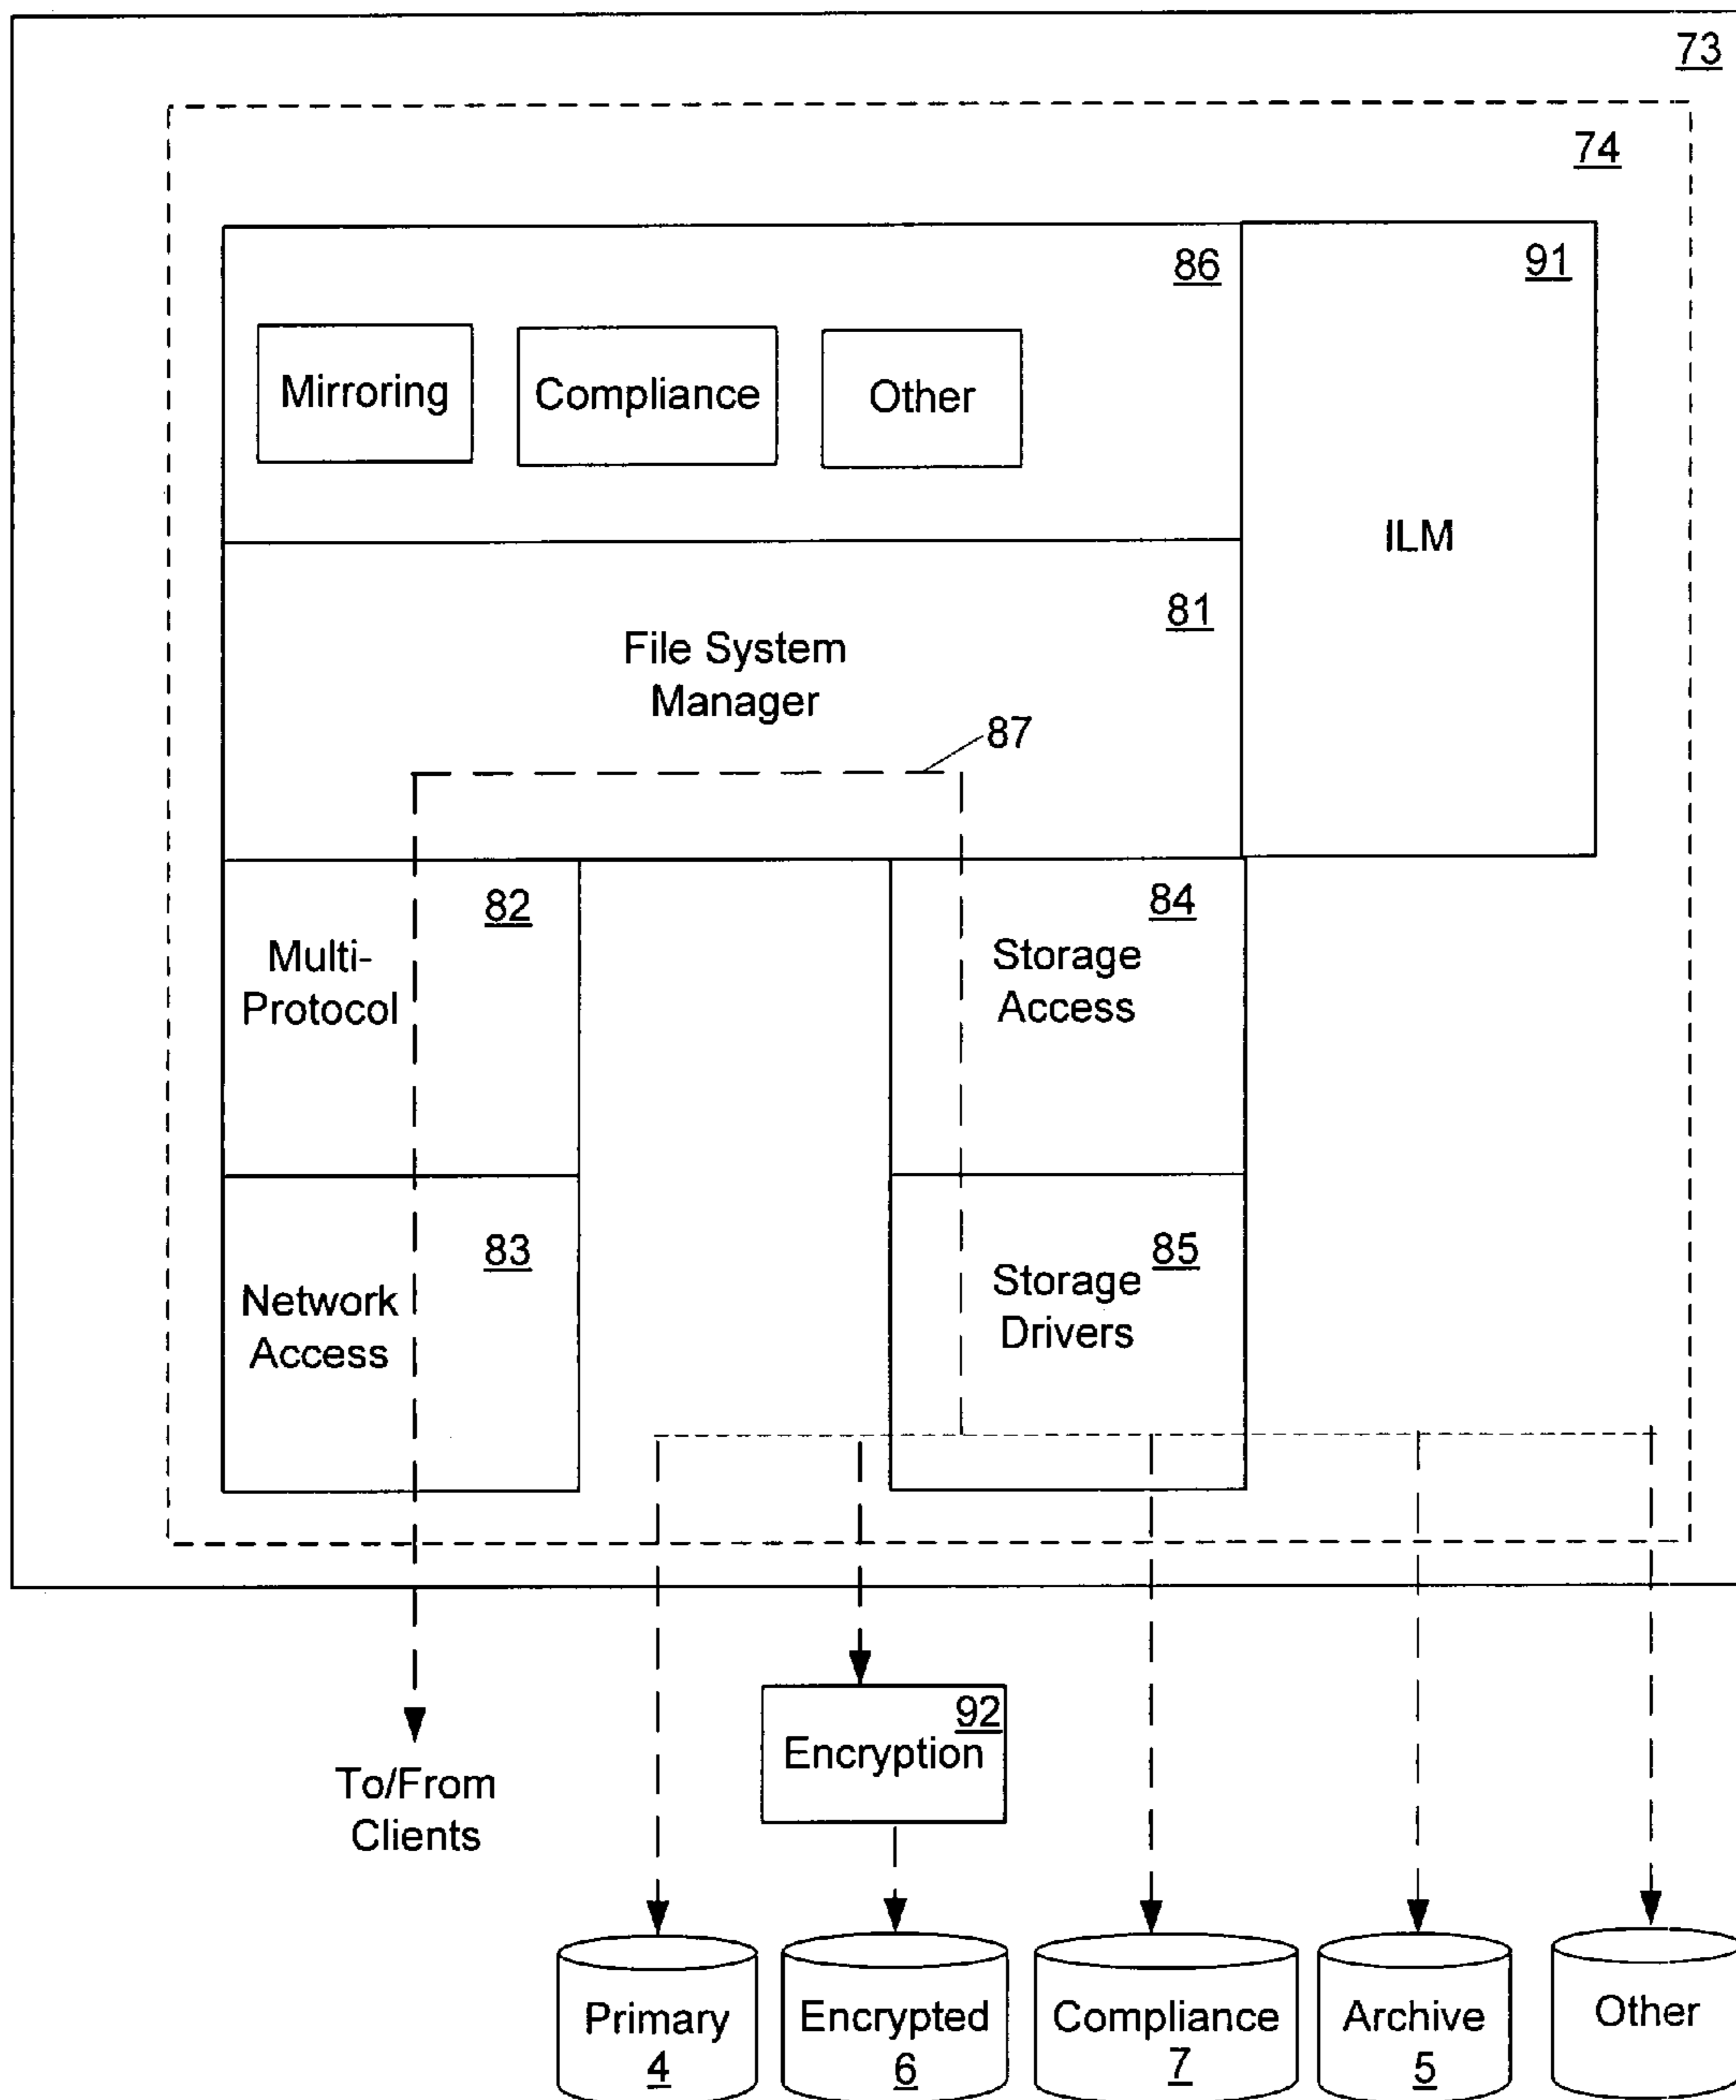 73
74
86
91
Mirroring
Compliance
Other
ILM
81
File System
Manager
87
82
84
Multi-
Protocol
Storage
Access
83
85
Network
Access
Storage
Drivers
92
Encryption
To/From
Clients
Primary
4
Encrypted
6
Compliance
7
Archive
5
Other